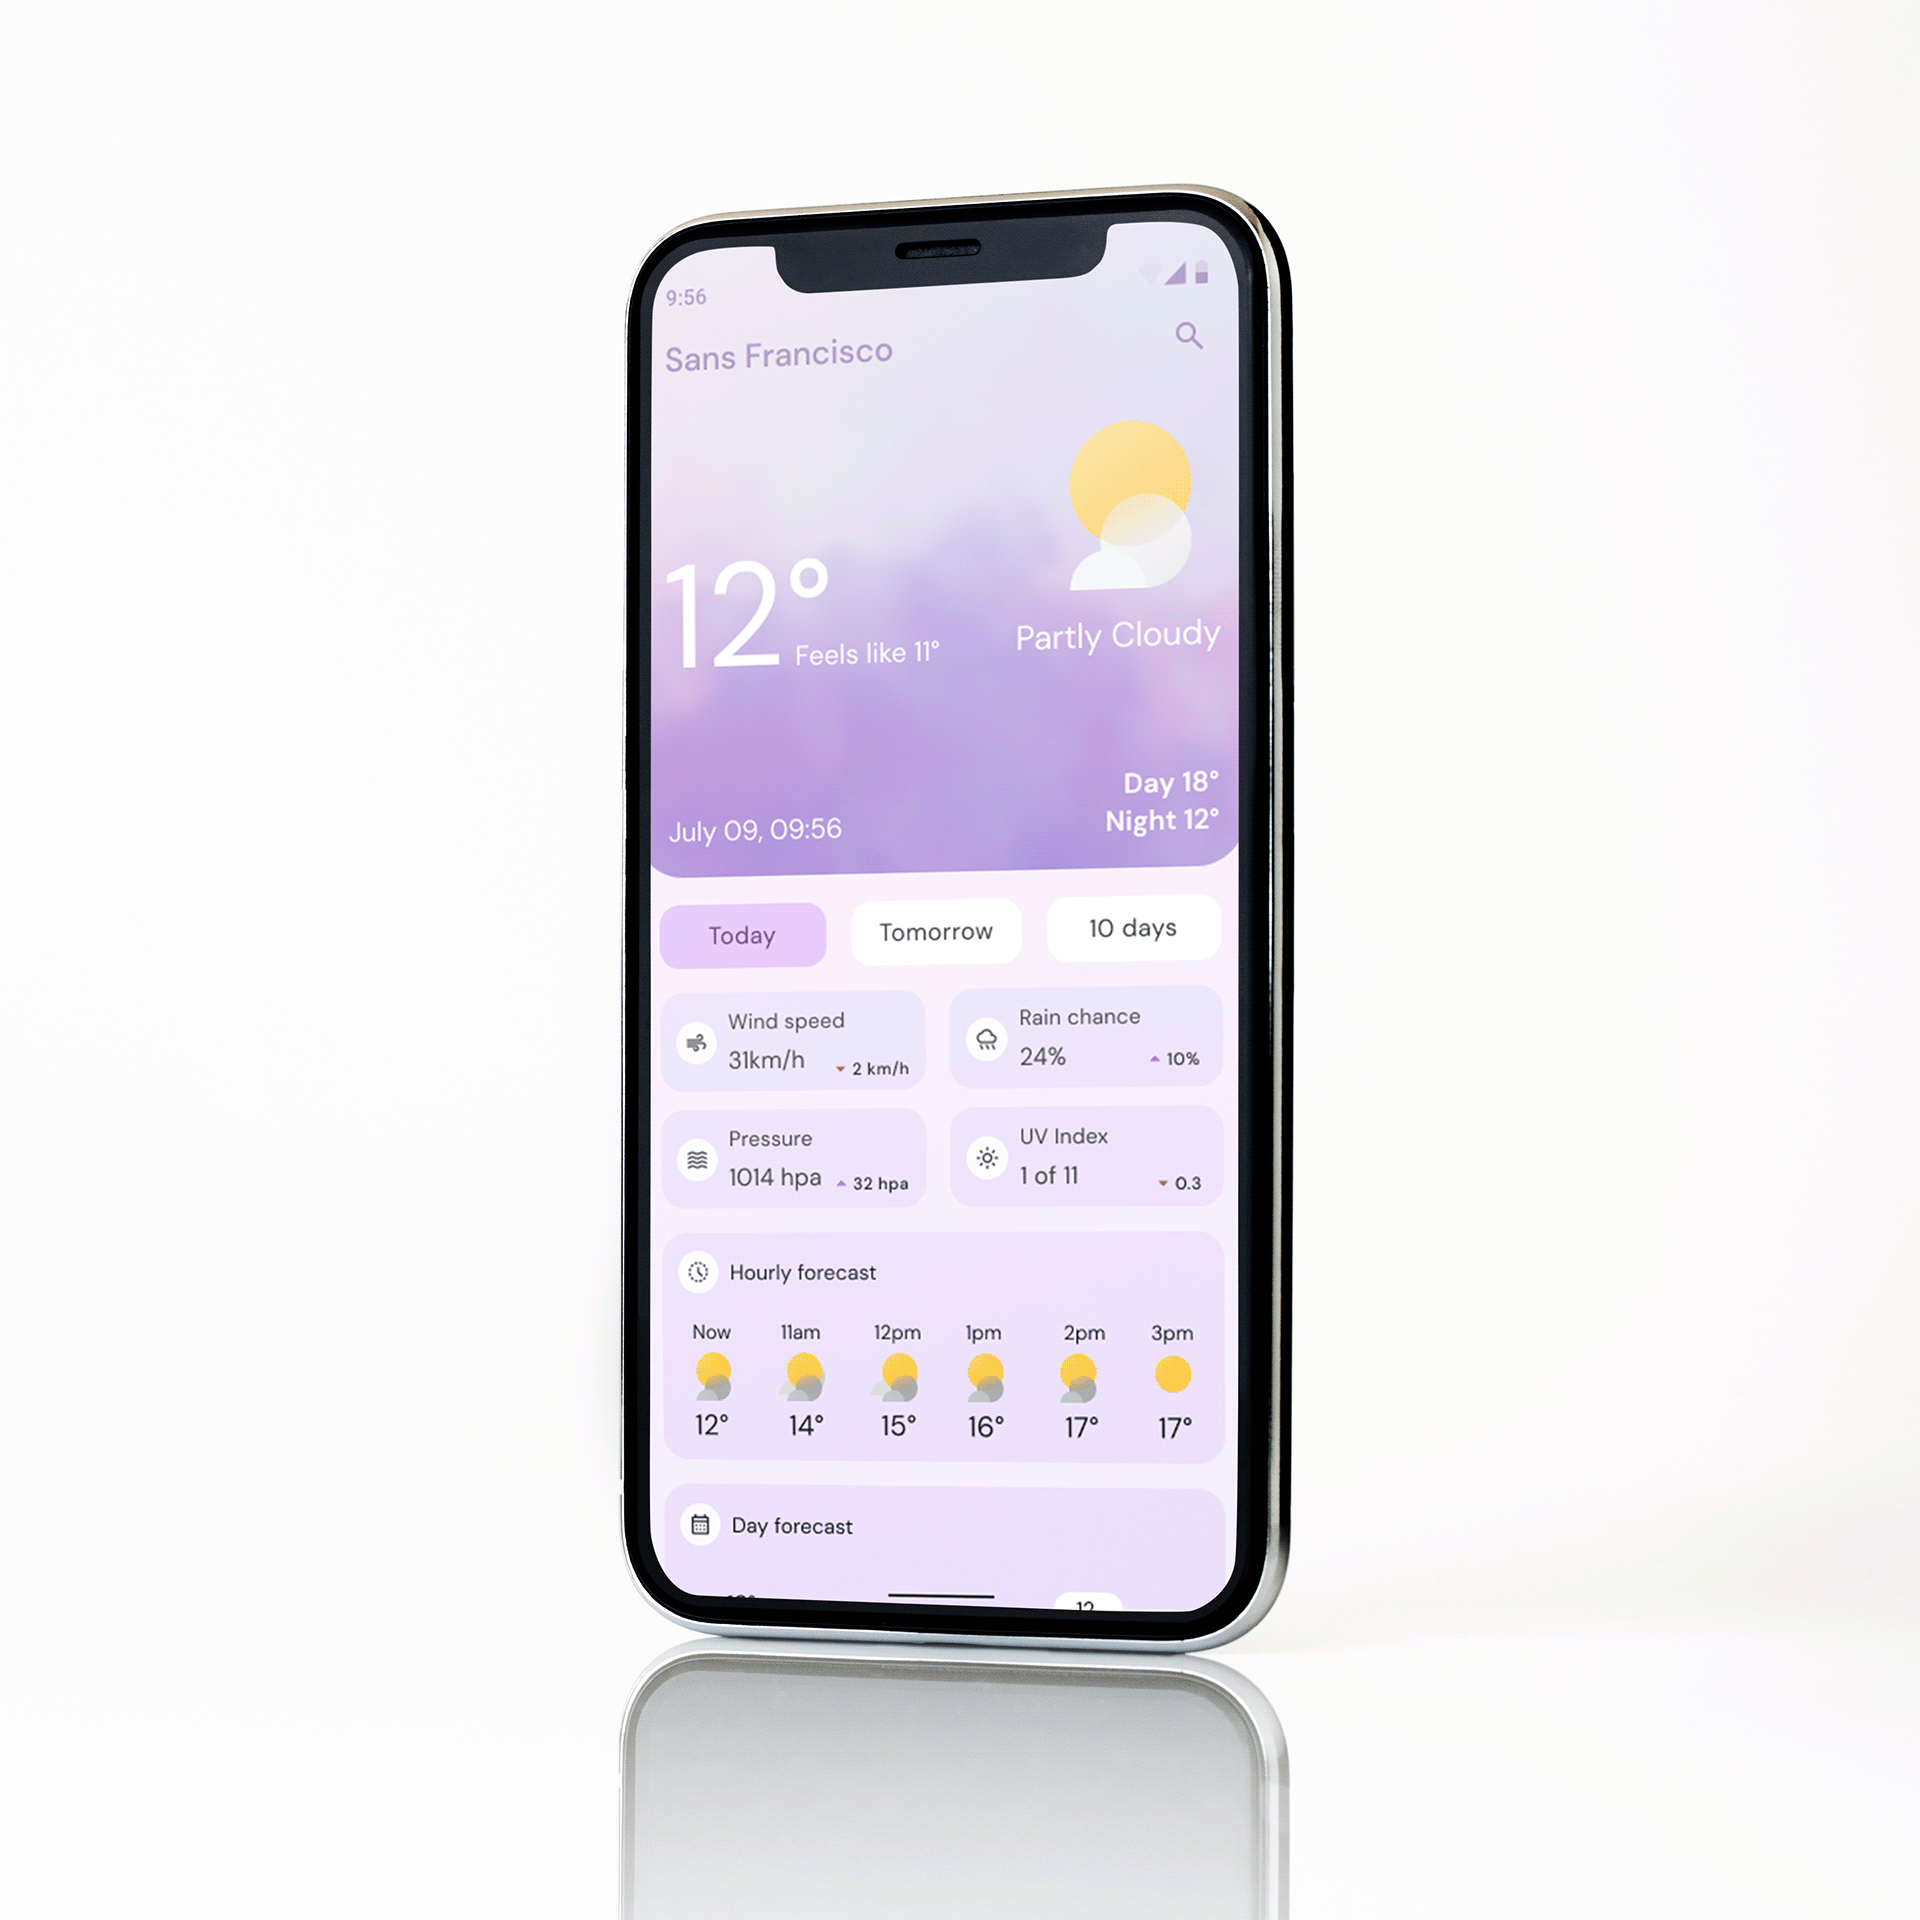 9:56
Sans Francisco
12°
Feels like 11°
Partly Cloudy
Day 18°
Night 12°
July 09, 09:56
Today
Tomorrow
10 days
Wind speed
31km/h
2 km/h
Rain chance
24%
10%
Pressure
1014 hpa
32 hpa
UV Index
1 of 11
0.3
Hourly forecast
Now 11am 12pm 1pm 2pm 3pm
12° 14° 15° 16° 17° 17°
Day forecast
12